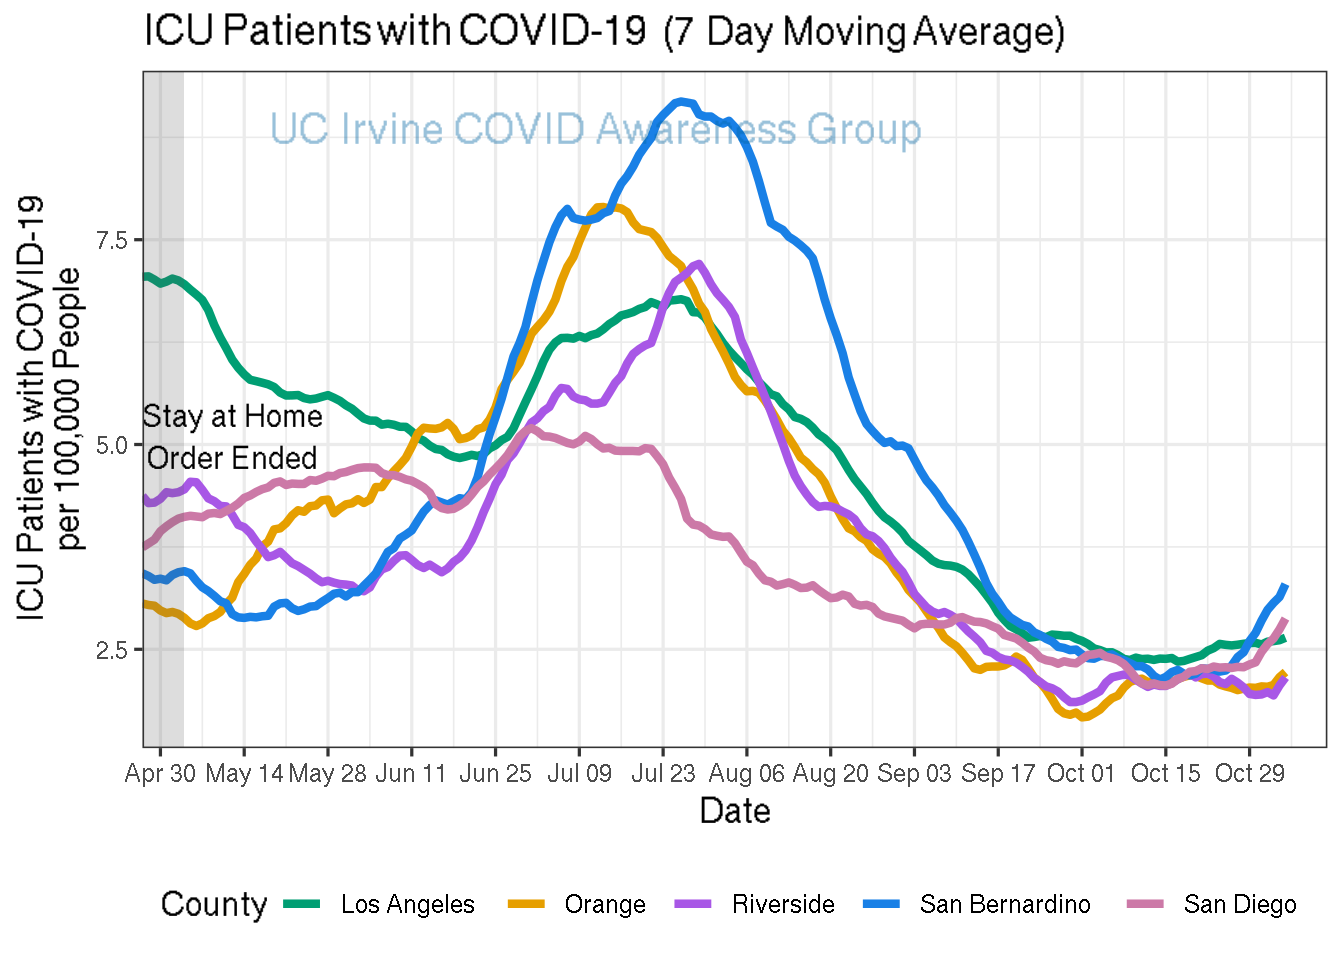 ICU Patients with COVID-19 (7 Day Moving Average)
UC Irvine COVID Awareness Group
ICU Patients with COVID-19
per 100,000 People
7.5
5.0
2.5
Stay at Home
Order Ended
Apr 30 May 14 May 28 Jun 11 Jun 25 Jul 09 Jul 23 Aug 06 Aug 20 Sep 03 Sep 17 Oct 01 Oct 15 Oct 29
Date
County Los Angeles Orange Riverside San Bernardino San Diego